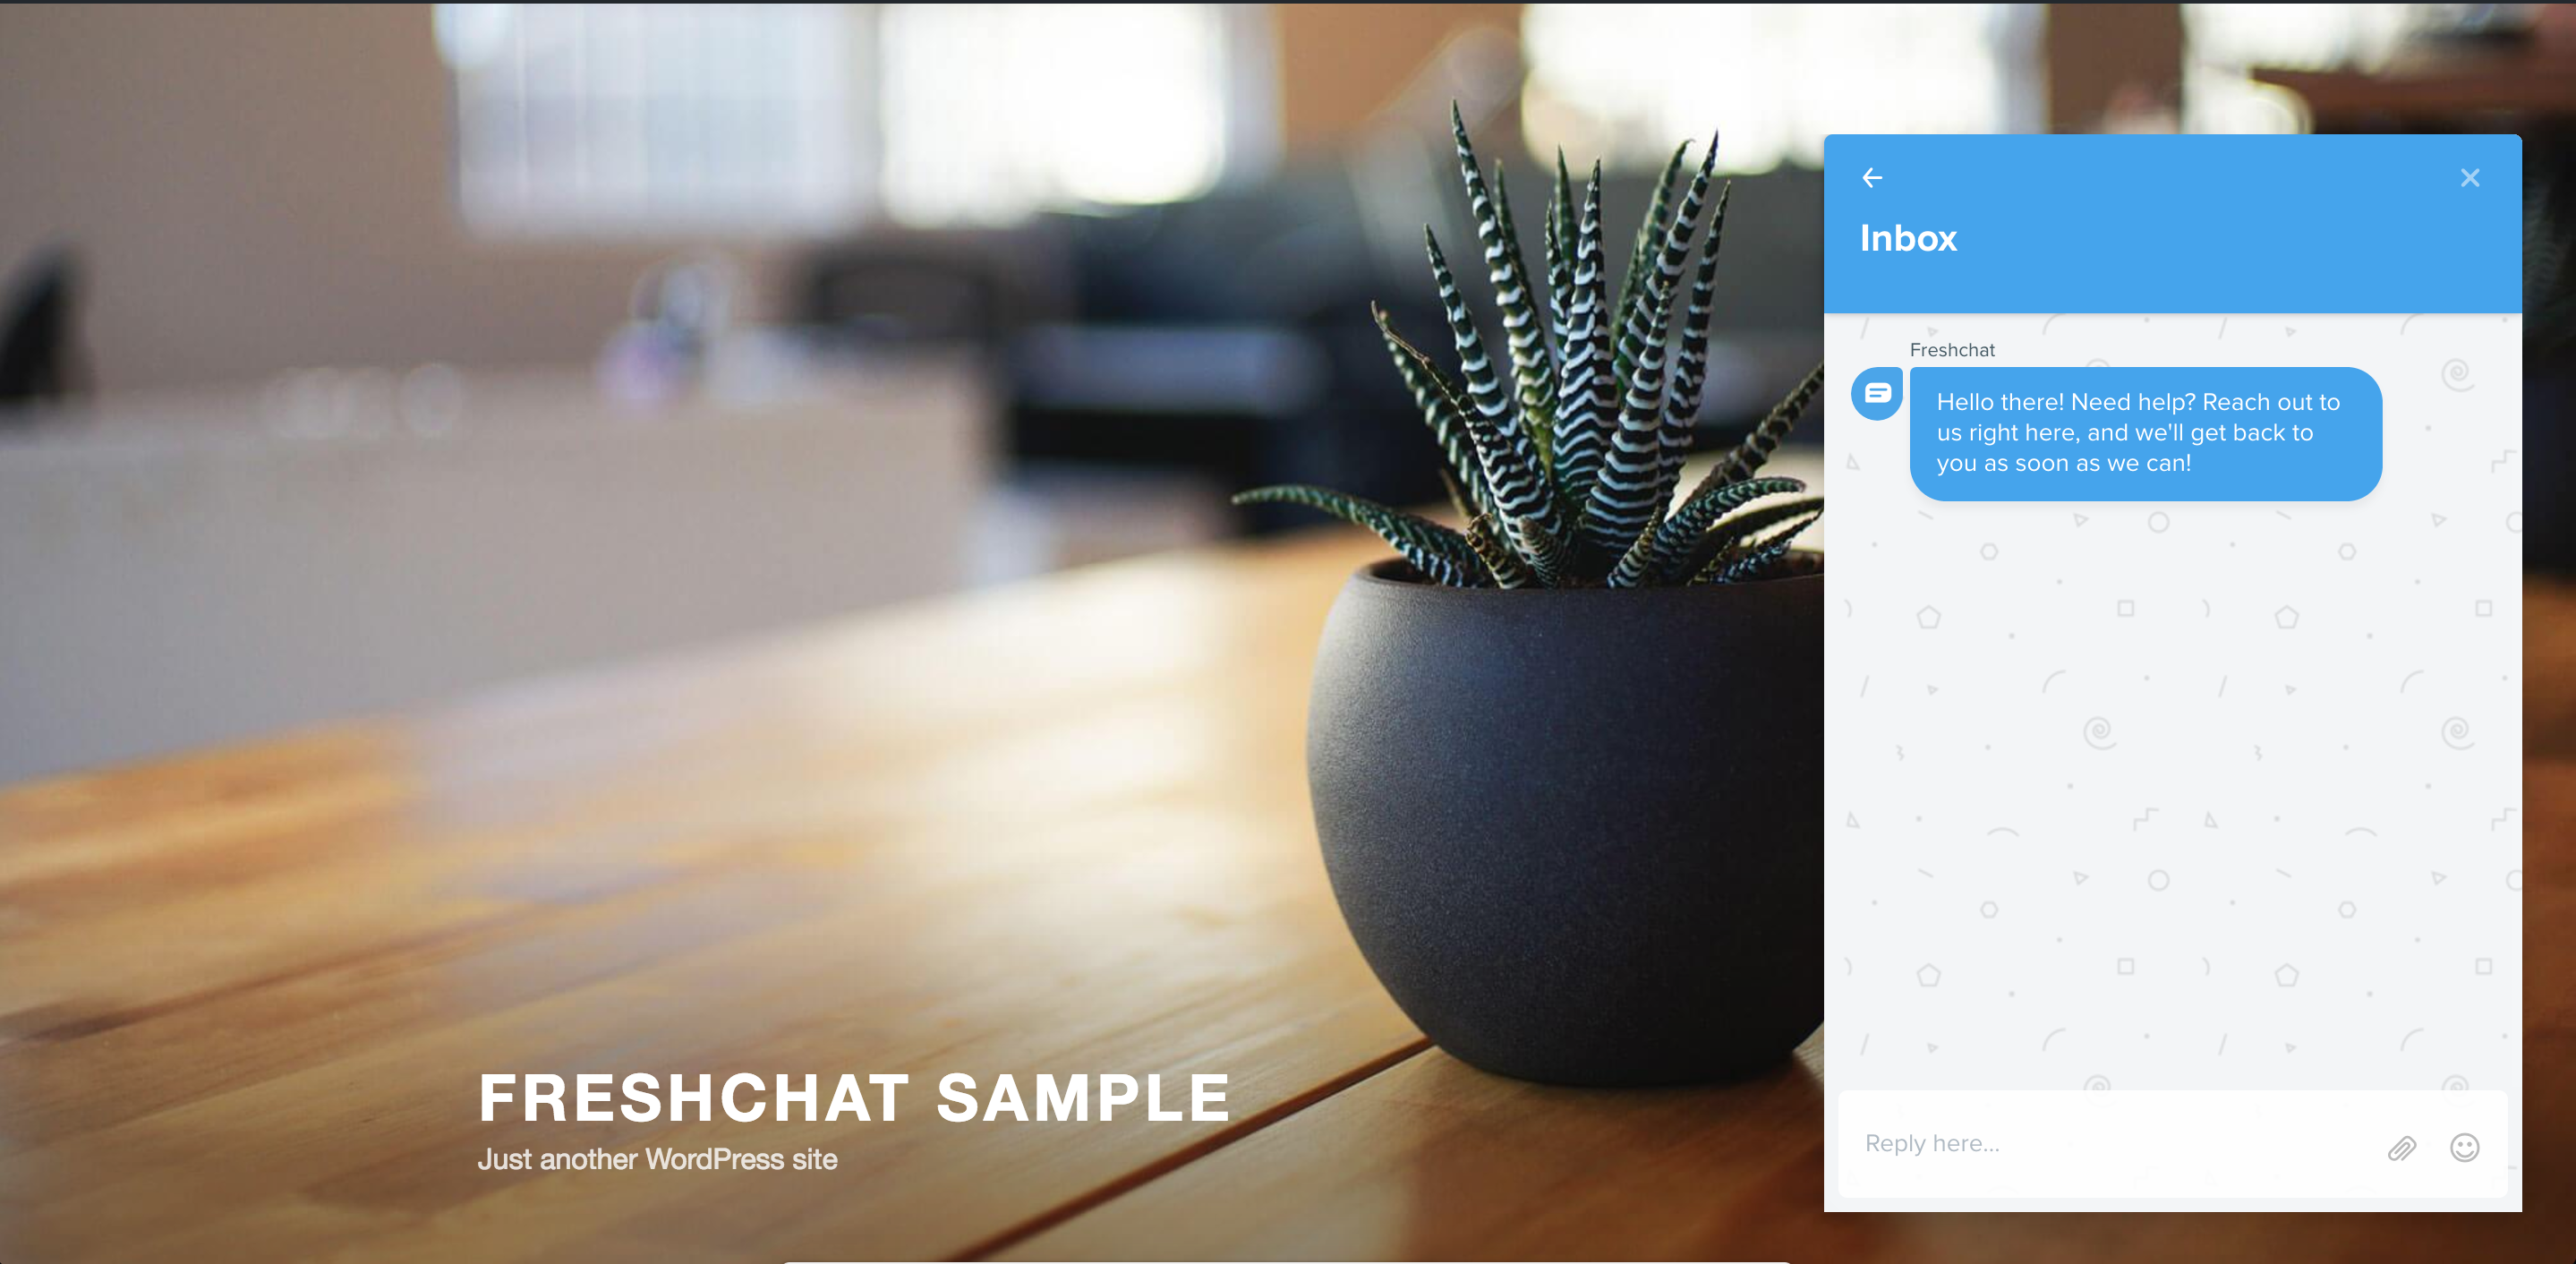 Inbox
Freshchat
Hello there! Need help? Reach out to
us right here, and we'll get back to
you as soon as we can!
Reply here...
FRESHCHAT SAMPLE
Just another WordPress site